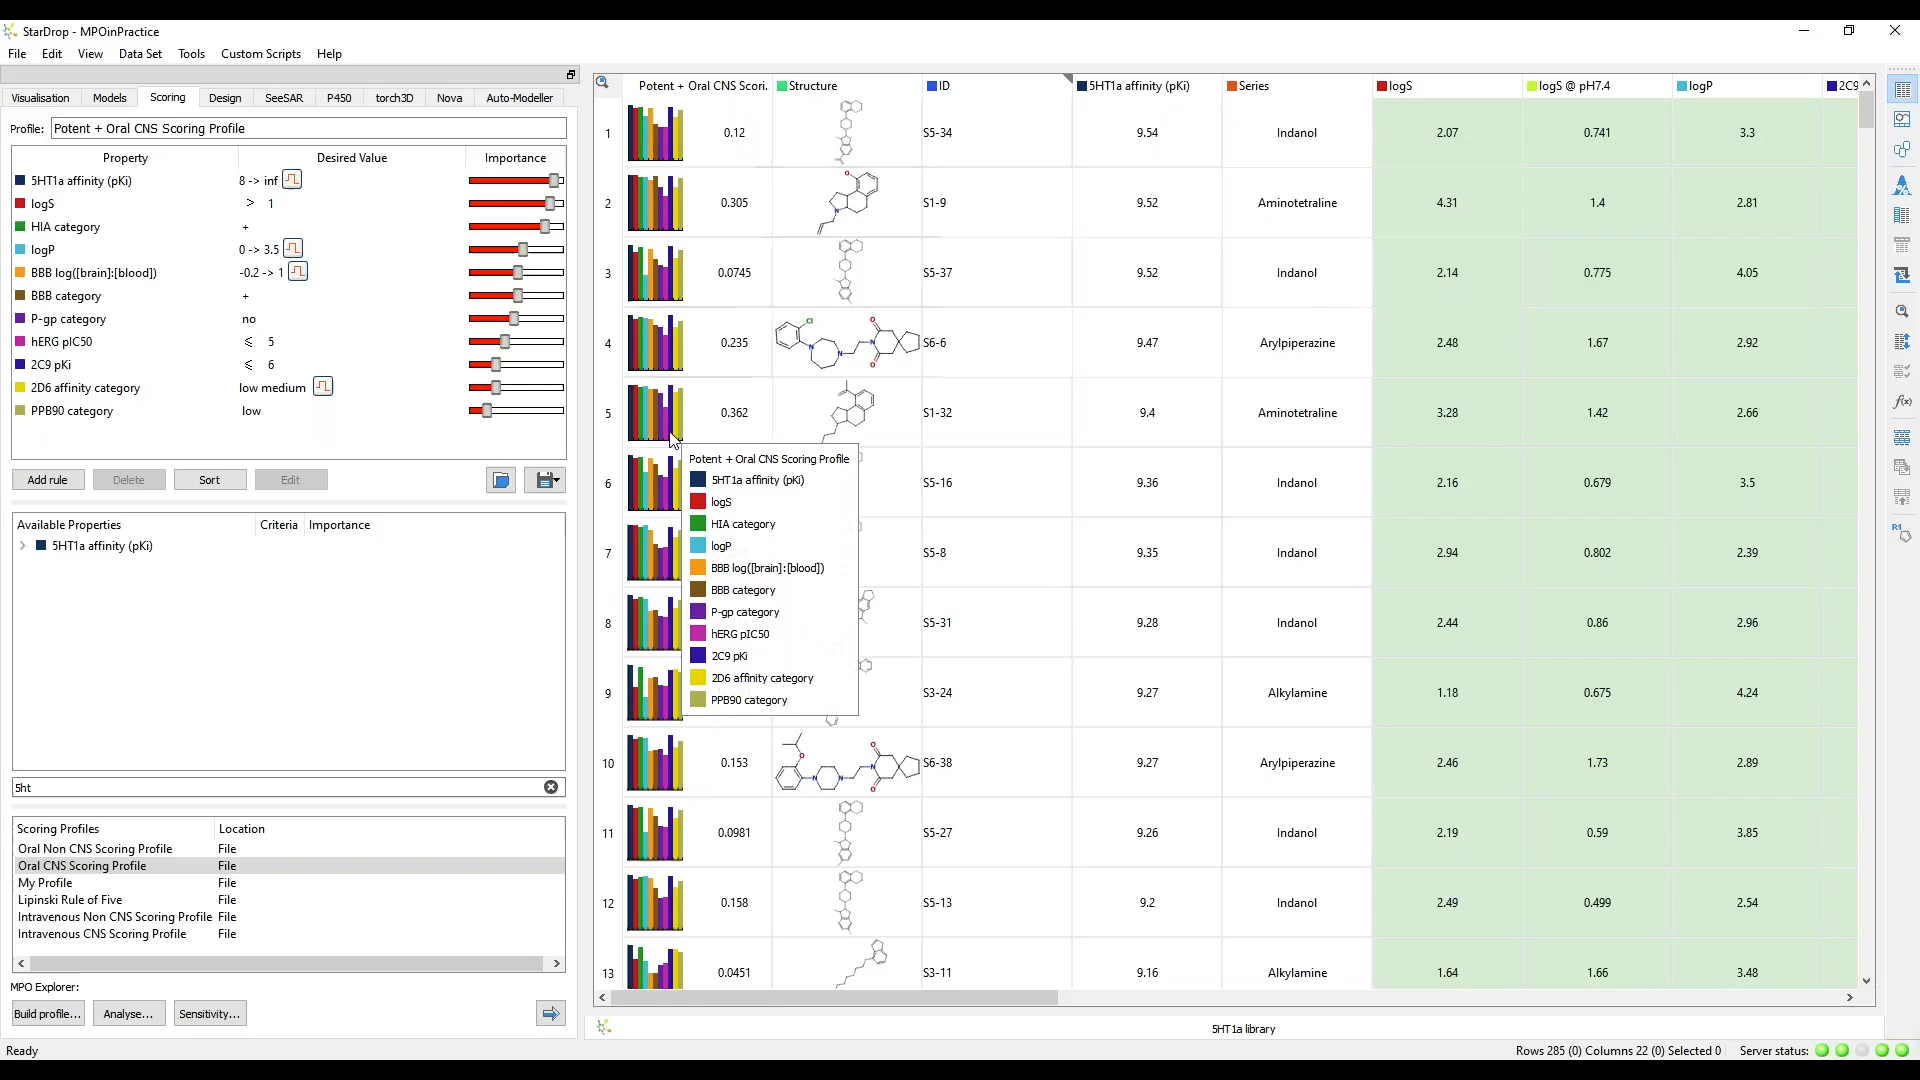 StarDrop - MPOinPractice
File Edit View Data Set Tools Custom Scripts Help
Visualisation Models Scoring Design SeeSAR P450 torch3D Nova Auto-Modeller
Profile: Potent + Oral CNS Scoring Profile
Property Desired Value Importance
5HT1a affinity (pKi) 8 -> inf
logS > 1
HIA category +
logP 0 -> 3.5
BBB log([brain]:[blood]) -0.2 -> 1
BBB category +
P-gp category no
hERG pIC50 ≤ 5
2C9 pKi ≤ 6
2D6 affinity category low medium
PPB90 category low
Add rule Delete Sort Edit
Available Properties Criteria Importance
5HT1a affinity (pKi)
5ht
Scoring Profiles Location
Oral Non CNS Scoring Profile File
Oral CNS Scoring Profile File
My Profile File
Lipinski Rule of Five File
Intravenous Non CNS Scoring Profile File
Intravenous CNS Scoring Profile File
MPO Explorer:
Build profile... Analyse... Sensitivity...
Ready
Potent + Oral CNS Scori. Structure ID 5HT1a affinity (pKi) Series logS logS @ pH7.4 logP 2C9
1 0.12 S5-34 9.54 Indanol 2.07 0.741 3.3
2 0.305 S1-9 9.52 Aminotetraline 4.31 1.4 2.81
3 0.0745 S5-37 9.52 Indanol 2.14 0.775 4.05
4 0.235 Cl N N N O O S6-6 9.47 Arylpiperazine 2.48 1.67 2.92
5 0.362 S1-32 9.4 Aminotetraline 3.28 1.42 2.66
6 S5-16 9.36 Indanol 2.16 0.679 3.5
7 S5-8 9.35 Indanol 2.94 0.802 2.39
8 S5-31 9.28 Indanol 2.44 0.86 2.96
9 S3-24 9.27 Alkylamine 1.18 0.675 4.24
10 0.153 O N N N O O S6-38 9.27 Arylpiperazine 2.46 1.73 2.89
11 0.0981 S5-27 9.26 Indanol 2.19 0.59 3.85
12 0.158 S5-13 9.2 Indanol 2.49 0.499 2.54
13 0.0451 S3-11 9.16 Alkylamine 1.64 1.66 3.48
Potent + Oral CNS Scoring Profile
5HT1a affinity (pKi)
logS
HIA category
logP
BBB log([brain]:[blood])
BBB category
P-gp category
hERG pIC50
2C9 pKi
2D6 affinity category
PPB90 category
f(x)
R1
5HT1a library
Rows 285 (0) Columns 22 (0) Selected 0 Server status: